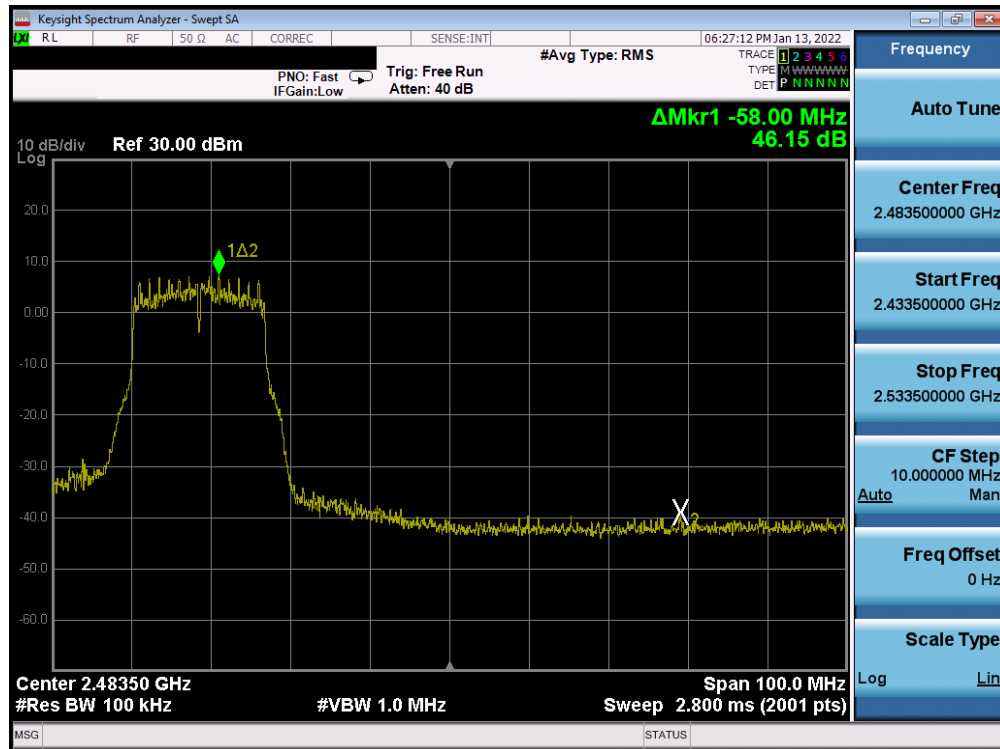 Keysight Spectrum Analyzer - Swept SA
LXI RL RF 50 Ω AC CORREC SENSE:INT 06:27:12 PM Jan 13, 2022
PNO: Fast
IFGain:Low
Trig: Free Run
Atten: 40 dB
#Avg Type: RMS
TRACE 1 2 3 4 5 6
TYPE M WWWWW
DET P N N N N N
Frequency
ΔMkr1 -58.00 MHz
46.15 dB
10 dB/div
Log
Ref 30.00 dBm
20.0
10.0
0.00
-10.0
-20.0
-30.0
-40.0
-50.0
-60.0
1Δ2
X2
Center 2.48350 GHz
Span 100.0 MHz
#Res BW 100 kHz
#VBW 1.0 MHz
Sweep 2.800 ms (2001 pts)
Auto Tune
Center Freq
2.483500000 GHz
Start Freq
2.433500000 GHz
Stop Freq
2.533500000 GHz
CF Step
10.000000 MHz
Auto Man
Freq Offset
0 Hz
Scale Type
Log Lin
MSG
STATUS